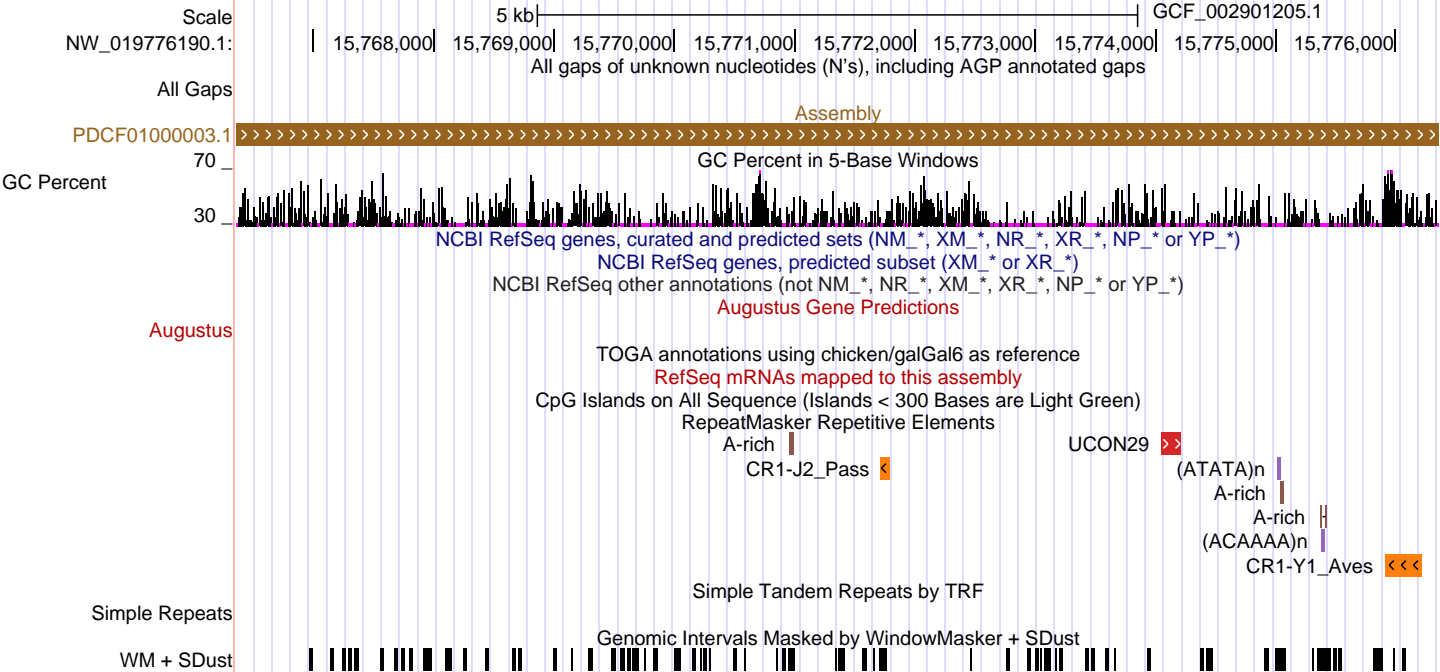 Scale 5 kb GCF_002901205.1
NW_019776190.1: 15,768,000 15,769,000 15,770,000 15,771,000 15,772,000 15,773,000 15,774,000 15,775,000 15,776,000
All gaps of unknown nucleotides (N's), including AGP annotated gaps
All Gaps
Assembly
PDCF01000003.1
70 GC Percent in 5-Base Windows
GC Percent
30
NCBI RefSeq genes, curated and predicted sets (NM_*, XM_*, NR_*, XR_*, NP_* or YP_*)
NCBI RefSeq genes, predicted subset (XM_* or XR_*)
NCBI RefSeq other annotations (not NM_*, NR_*, XM_*, XR_*, NP_* or YP_*)
Augustus Gene Predictions
Augustus
TOGA annotations using chicken/galGal6 as reference
RefSeq mRNAs mapped to this assembly
CpG Islands on All Sequence (Islands < 300 Bases are Light Green)
RepeatMasker Repetitive Elements
A-rich UCON29
CR1-J2_Pass (ATATA)n
A-rich
A-rich
(ACAAAA)n
CR1-Y1_Aves
Simple Tandem Repeats by TRF
Simple Repeats
Genomic Intervals Masked by WindowMasker + SDust
WM + SDust